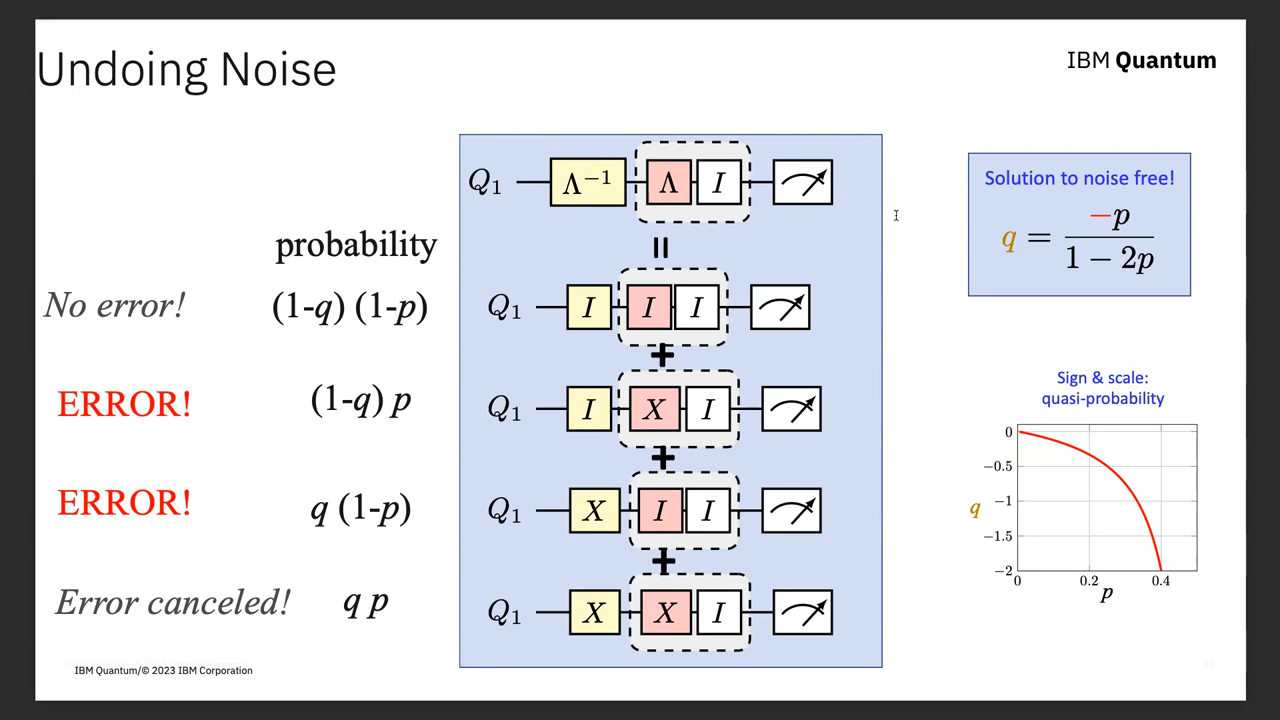 Undoing Noise
IBM Quantum
probability
No error!
(1-q) (1-p)
ERROR!
(1-q) p
ERROR!
q (1-p)
Error canceled!
q p
Q₁ Λ⁻¹ Λ I
=
Q₁ I I I
+
Q₁ I X I
+
Q₁ X I I
+
Q₁ X X I
Solution to noise free!
q = −p / 1 − 2p
Sign & scale:
quasi-probability
0
−0.5
−1
−1.5
−2
q
0 0.2 0.4
p
IBM Quantum/© 2023 IBM Corporation